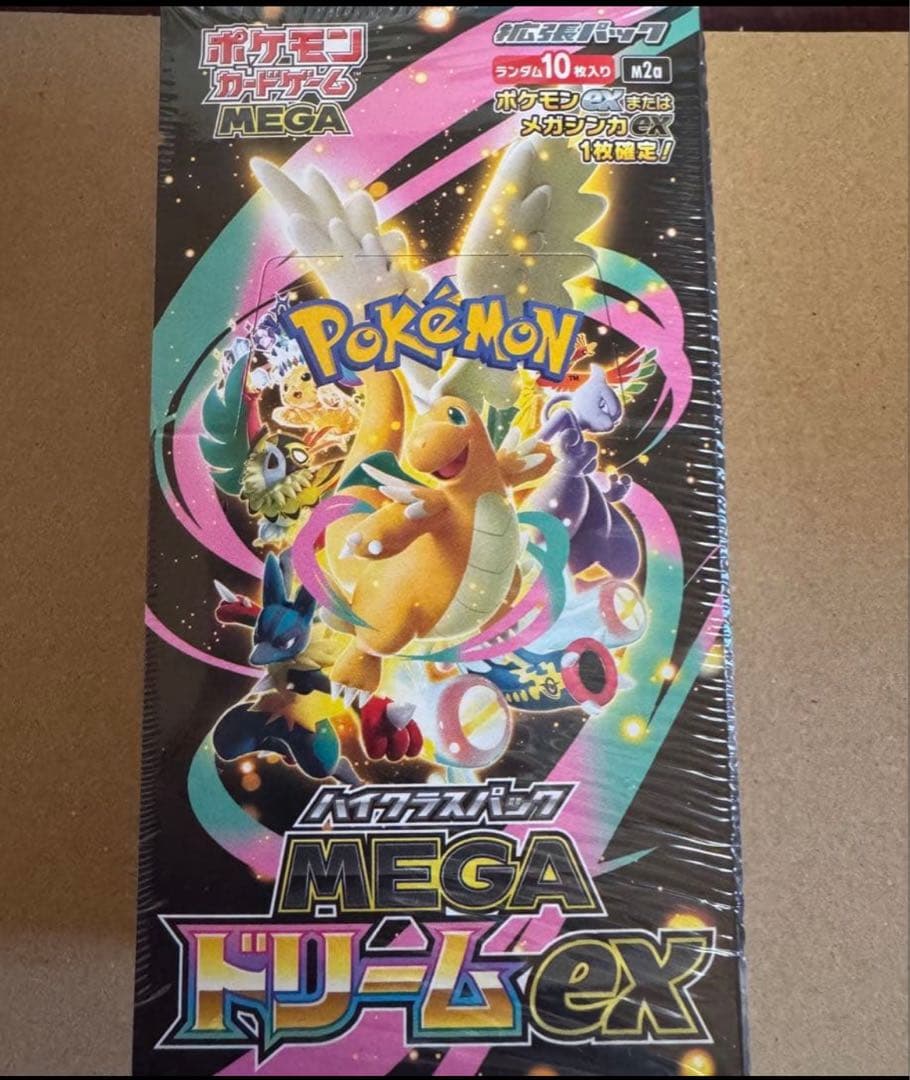 ポケモン
カードゲーム
MEGA
拡張パック
ランダム10枚入り
M2a
ポケモンexまたは
メガシンカex
1枚確定!
POKéMON
TM
ハイクラスパック
MEGA
ドリームex